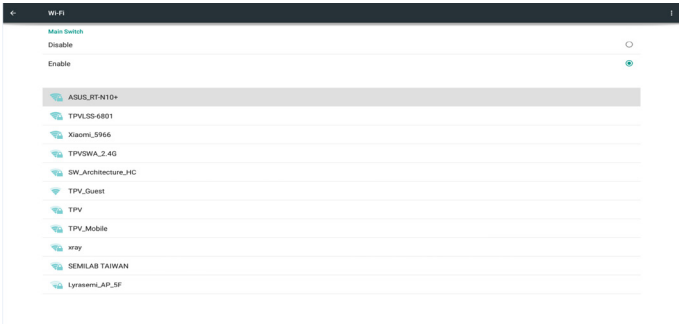 Wi-Fi
Main Switch
Disable
Enable
ASUS_RT-N10+
TPVLSS-6801
Xiaomi_5966
TPVSWA_2.4G
SW_Architecture_HC
TPV_Guest
TPV
TPV_Mobile
xray
SEMILAB TAIWAN
Lyrasemi_AP_5F